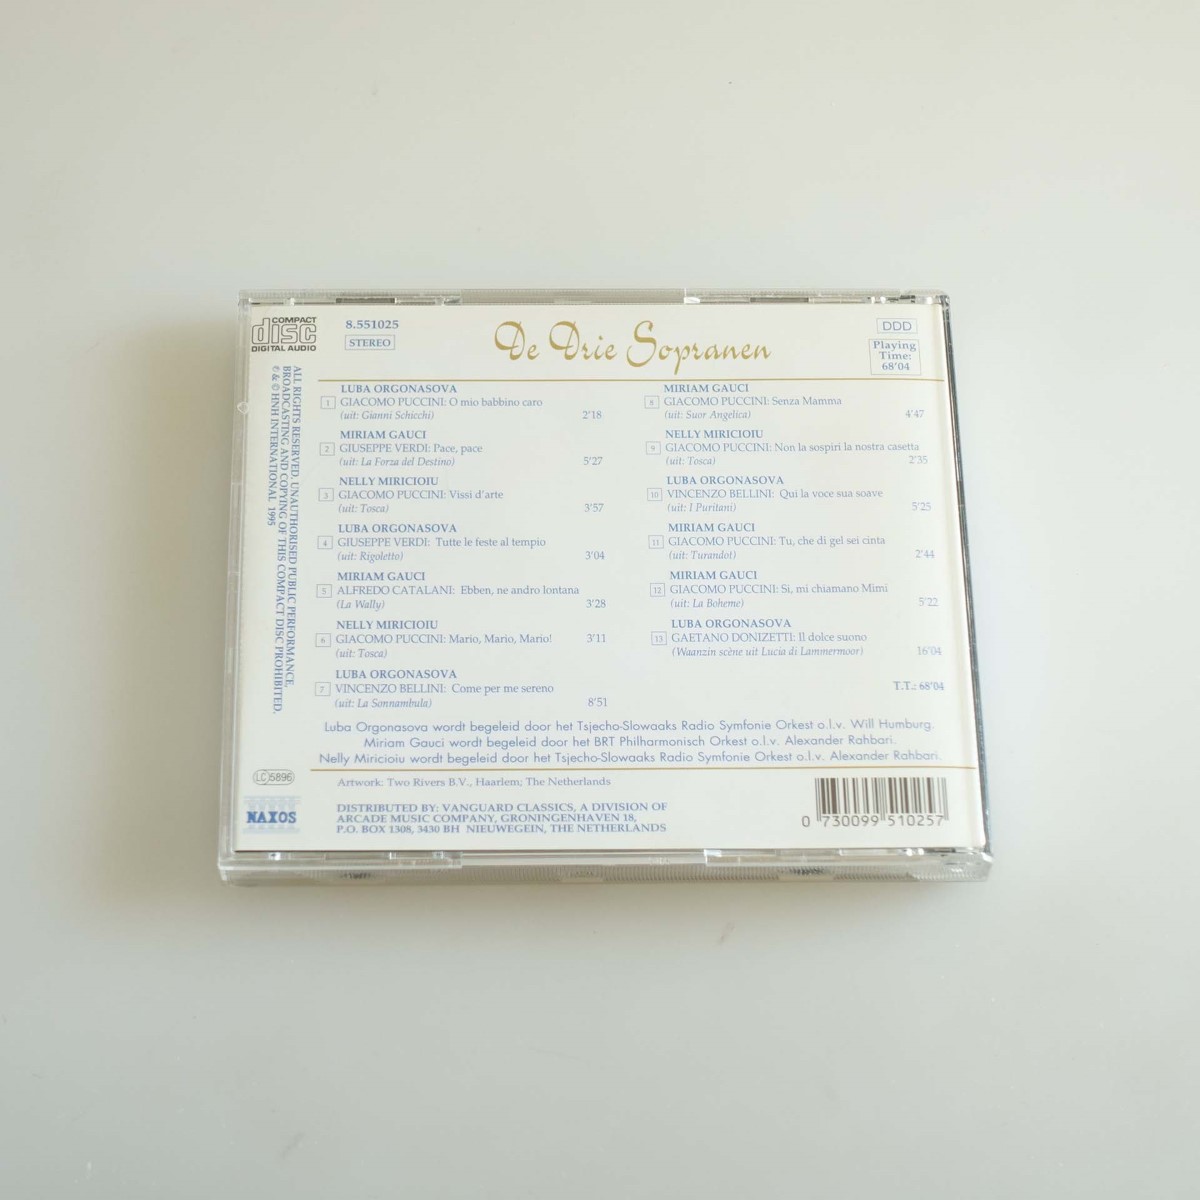 COMPACT
disc
DIGITAL AUDIO
8.551025
STEREO
De Drie Sopranen
DDD
Playing
Time:
68'04
ALL RIGHTS RESERVED. UNAUTHORISED PUBLIC PERFORMANCE,
BROADCASTING AND COPYING OF THIS COMPACT DISC PROHIBITED.
℗ & © HNH INTERNATIONAL 1995
LUBA ORGONASOVA
1 GIACOMO PUCCINI: O mio babbino caro
(uit: Gianni Schicchi) 2'18
MIRIAM GAUCI
2 GIUSEPPE VERDI: Pace, pace
(uit: La Forza del Destino) 5'27
NELLY MIRICIOIU
3 GIACOMO PUCCINI: Vissi d'arte
(uit: Tosca) 3'57
LUBA ORGONASOVA
4 GIUSEPPE VERDI: Tutte le feste al tempio
(uit: Rigoletto) 3'04
MIRIAM GAUCI
5 ALFREDO CATALANI: Ebben, ne andro lontana
(La Wally) 3'28
NELLY MIRICIOIU
6 GIACOMO PUCCINI: Mario, Mario, Mario! 3'11
(uit: Tosca)
LUBA ORGONASOVA
7 VINCENZO BELLINI: Come per me sereno
(uit: La Sonnambula) 8'51
MIRIAM GAUCI
8 GIACOMO PUCCINI: Senza Mamma
(uit: Suor Angelica) 4'47
NELLY MIRICIOIU
9 GIACOMO PUCCINI: Non la sospiri la nostra casetta
(uit: Tosca) 2'35
LUBA ORGONASOVA
10 VINCENZO BELLINI: Qui la voce sua soave
(uit: I Puritani) 5'25
MIRIAM GAUCI
11 GIACOMO PUCCINI: Tu, che di gel sei cinta
(uit: Turandot) 2'44
MIRIAM GAUCI
12 GIACOMO PUCCINI: Si, mi chiamano Mimi
(uit: La Boheme) 5'22
LUBA ORGONASOVA
13 GAETANO DONIZETTI: Il dolce suono
(Waanzin scène uit Lucia di Lammermoor) 16'04
T.T.: 68'04
Luba Orgonasova wordt begeleid door het Tsjecho-Slowaaks Radio Symfonie Orkest o.l.v. Will Humburg.
Miriam Gauci wordt begeleid door het BRT Philharmonisch Orkest o.l.v. Alexander Rahbari.
Nelly Miricioiu wordt begeleid door het Tsjecho-Slowaaks Radio Symfonie Orkest o.l.v. Alexander Rahbari.
LC 5896
NAXOS
Artwork: Two Rivers B.V., Haarlem; The Netherlands
DISTRIBUTED BY: VANGUARD CLASSICS, A DIVISION OF
ARCADE MUSIC COMPANY, GRONINGENHAVEN 18,
P.O. BOX 1308, 3430 BH NIEUWEGEIN, THE NETHERLANDS
0 730099 510257